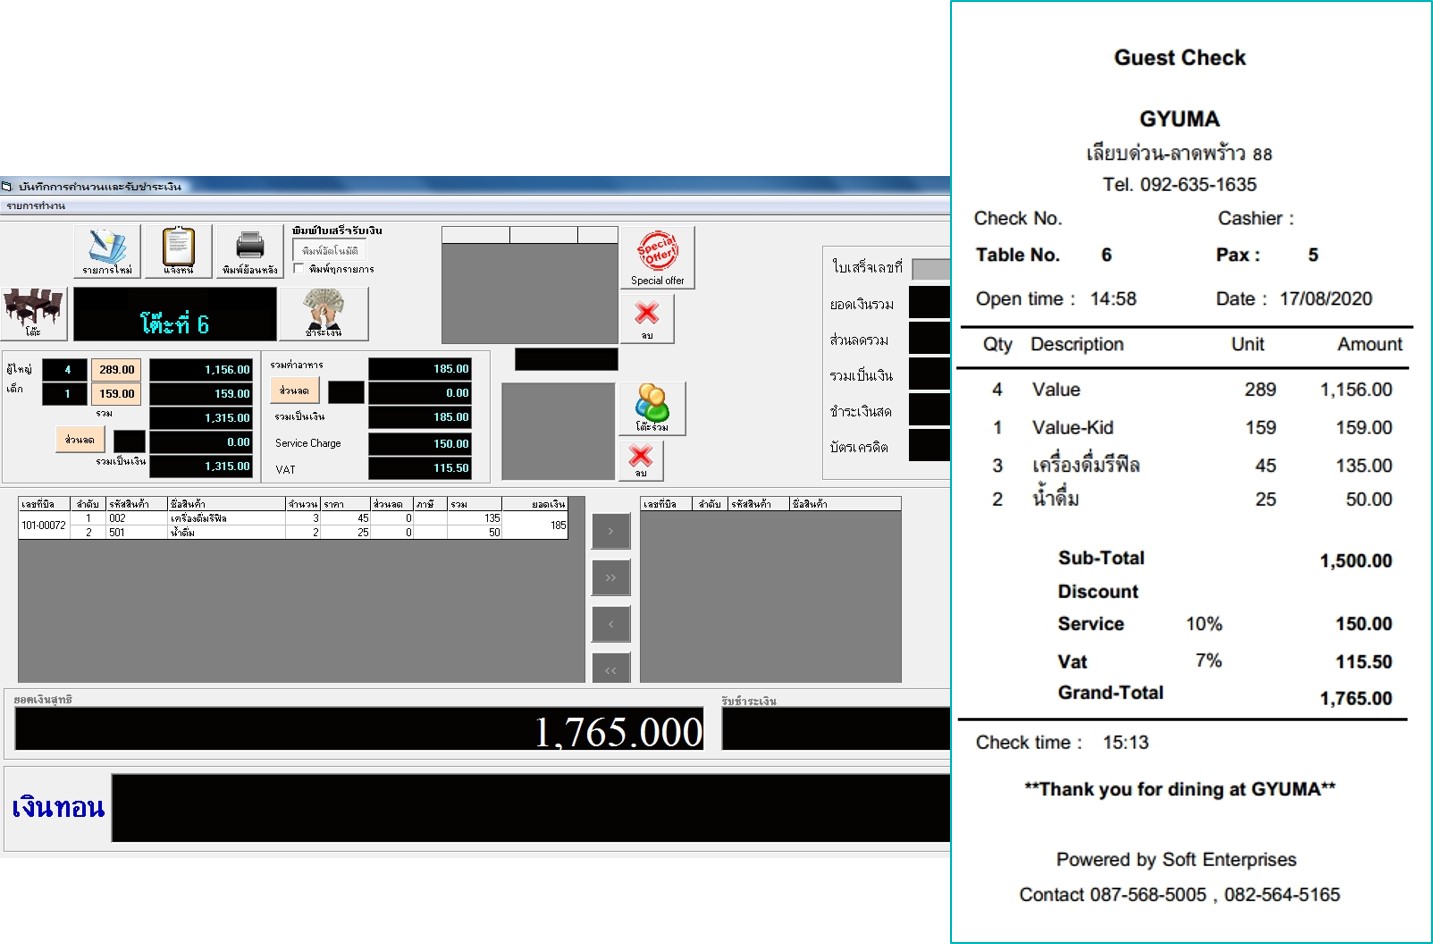 บันทึกการคำนวนและรับชำระเงิน
รายการทำงาน
รายการใหม่
แจ้งหนี้
พิมพ์ย้อนหลัง
พิมพ์ใบเสร็จรับเงิน
พิมพ์อัตโนมัติ
พิมพ์ทุกรายการ
Special Offer!
Special offer
ลบ
โต๊ะ
โต๊ะที่ 6
ชำระเงิน
ใบเสร็จเลขที่
ยอดเงินรวม
ส่วนลดรวม
รวมเป็นเงิน
ชำระเงินสด
บัตรเครดิต
ผู้ใหญ่ 4 289.00 1,156.00
เด็ก 1 159.00 159.00
รวม 1,315.00
ส่วนลด 0.00
รวมเป็นเงิน 1,315.00
รวมค่าอาหาร 185.00
ส่วนลด 0.00
รวมเป็นเงิน 185.00
Service Charge 150.00
VAT 115.50
โต๊ะร่วม
ลบ
เลขที่บิล ลำดับ รหัสสินค้า ชื่อสินค้า จำนวน ราคา ส่วนลด ภาษี รวม ยอดเงิน
101-00072 1 002 เครื่องดื่มรีฟิล 3 45 0 135 185
2 501 น้ำดื่ม 2 25 0 50
>
>>
<
<<
เลขที่บิล ลำดับ รหัสสินค้า ชื่อสินค้า
ยอดเงินสุทธิ
1,765.000
รับชำระเงิน
เงินทอน
Guest Check
GYUMA
เลียบด่วน-ลาดพร้าว 88
Tel. 092-635-1635
Check No. Cashier :
Table No. 6 Pax : 5
Open time : 14:58 Date : 17/08/2020
Qty Description Unit Amount
4 Value 289 1,156.00
1 Value-Kid 159 159.00
3 เครื่องดื่มรีฟิล 45 135.00
2 น้ำดื่ม 25 50.00
Sub-Total 1,500.00
Discount
Service 10% 150.00
Vat 7% 115.50
Grand-Total 1,765.00
Check time : 15:13
**Thank you for dining at GYUMA**
Powered by Soft Enterprises
Contact 087-568-5005 , 082-564-5165